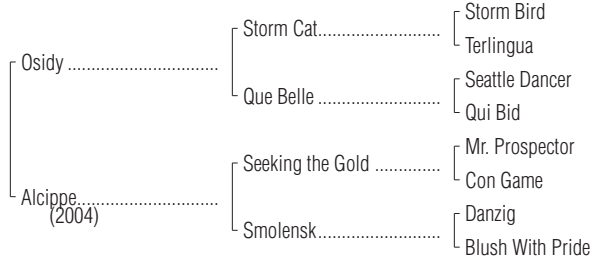 Storm Bird
Storm Cat..............................
Terlingua
Osidy ................................
Seattle Dancer
Que Belle ..........................
Qui Bid
Mr. Prospector
Seeking the Gold ..............
Con Game
Alcippe..............................
(2004)
Danzig
Smolensk..........................
Blush With Pride